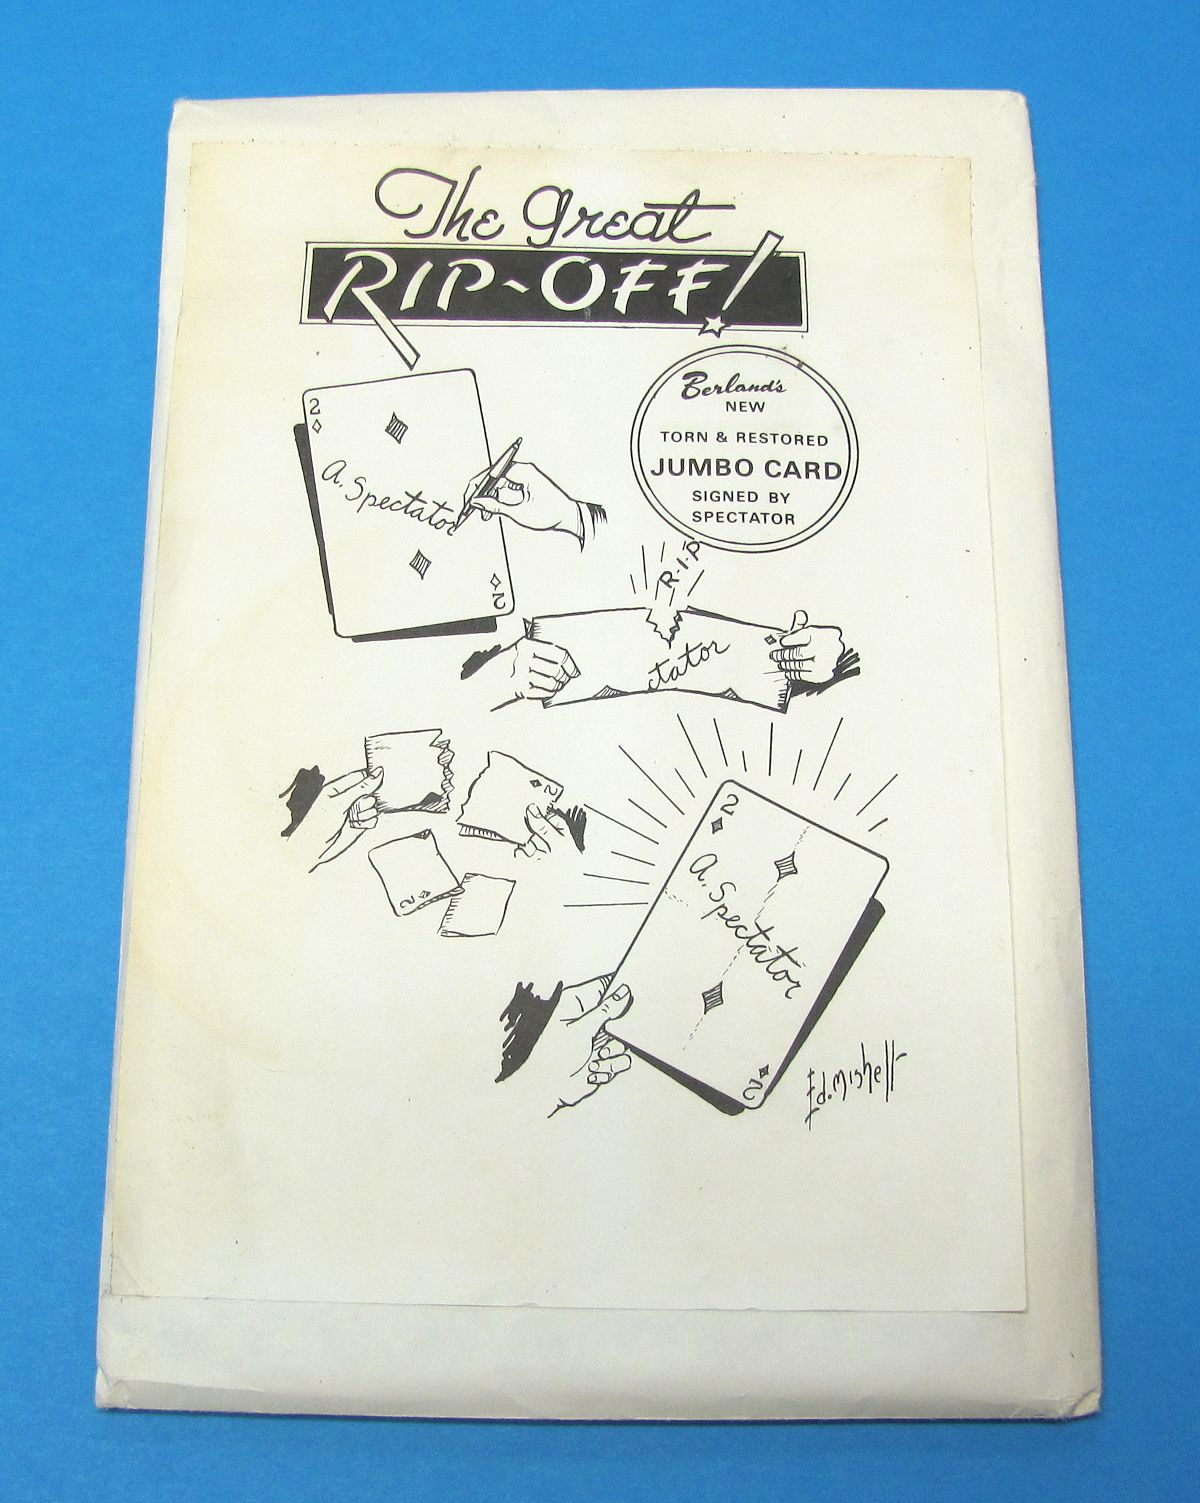 The Great
RIP-OFF!
Berland's
NEW
TORN & RESTORED
JUMBO CARD
SIGNED BY
SPECTATOR
2
A. Spectator
2
R-I-P
ctator
2
2
2
A. Spectator
2
Ed. Mishell